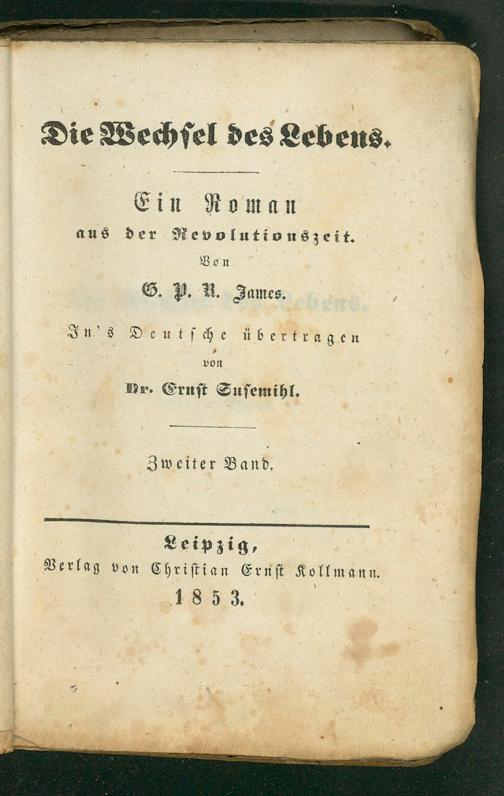 Die Wechsel des Lebens.
Ein Roman
aus der Revolutionszeit.
Von
G. P. R. James.
In's Deutsche übertragen
von
Dr. Ernst Susemihl.
Zweiter Band.
Leipzig,
Verlag von Christian Ernst Kollmann.
1853.